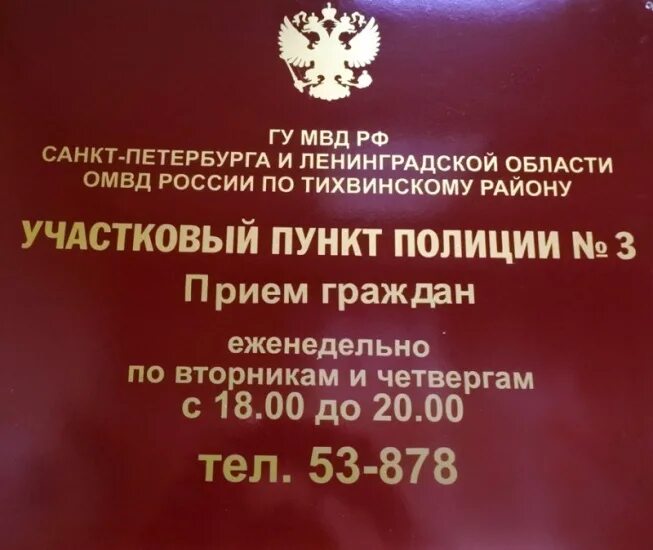 ГУ МВД РФ
САНКТ-ПЕТЕРБУРГА И ЛЕНИНГРАДСКОЙ ОБЛАСТИ
ОМВД РОССИИ ПО ТИХВИНСКОМУ РАЙОНУ
УЧАСТКОВЫЙ ПУНКТ ПОЛИЦИИ № 3
Прием граждан
еженедельно
по вторникам и четвергам
с 18.00 до 20.00
тел. 53-878